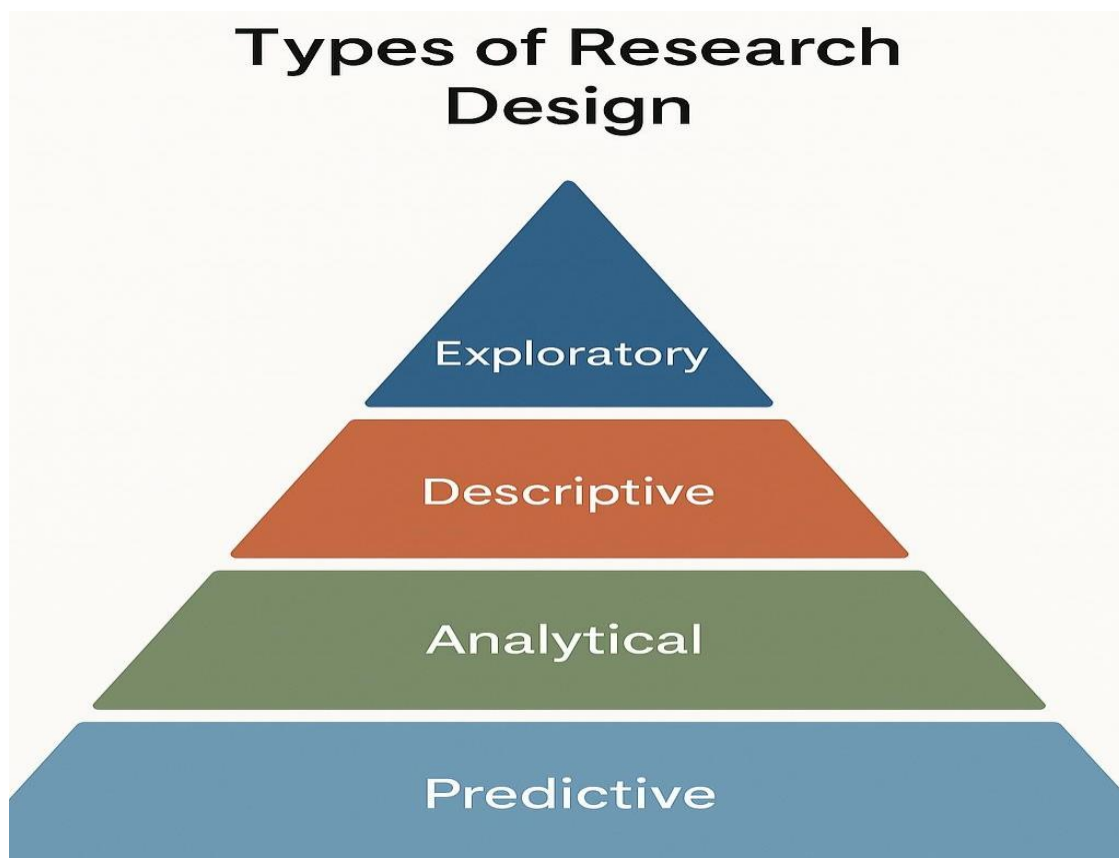 Types of Research
Design
Exploratory
Descriptive
Analytical
Predictive